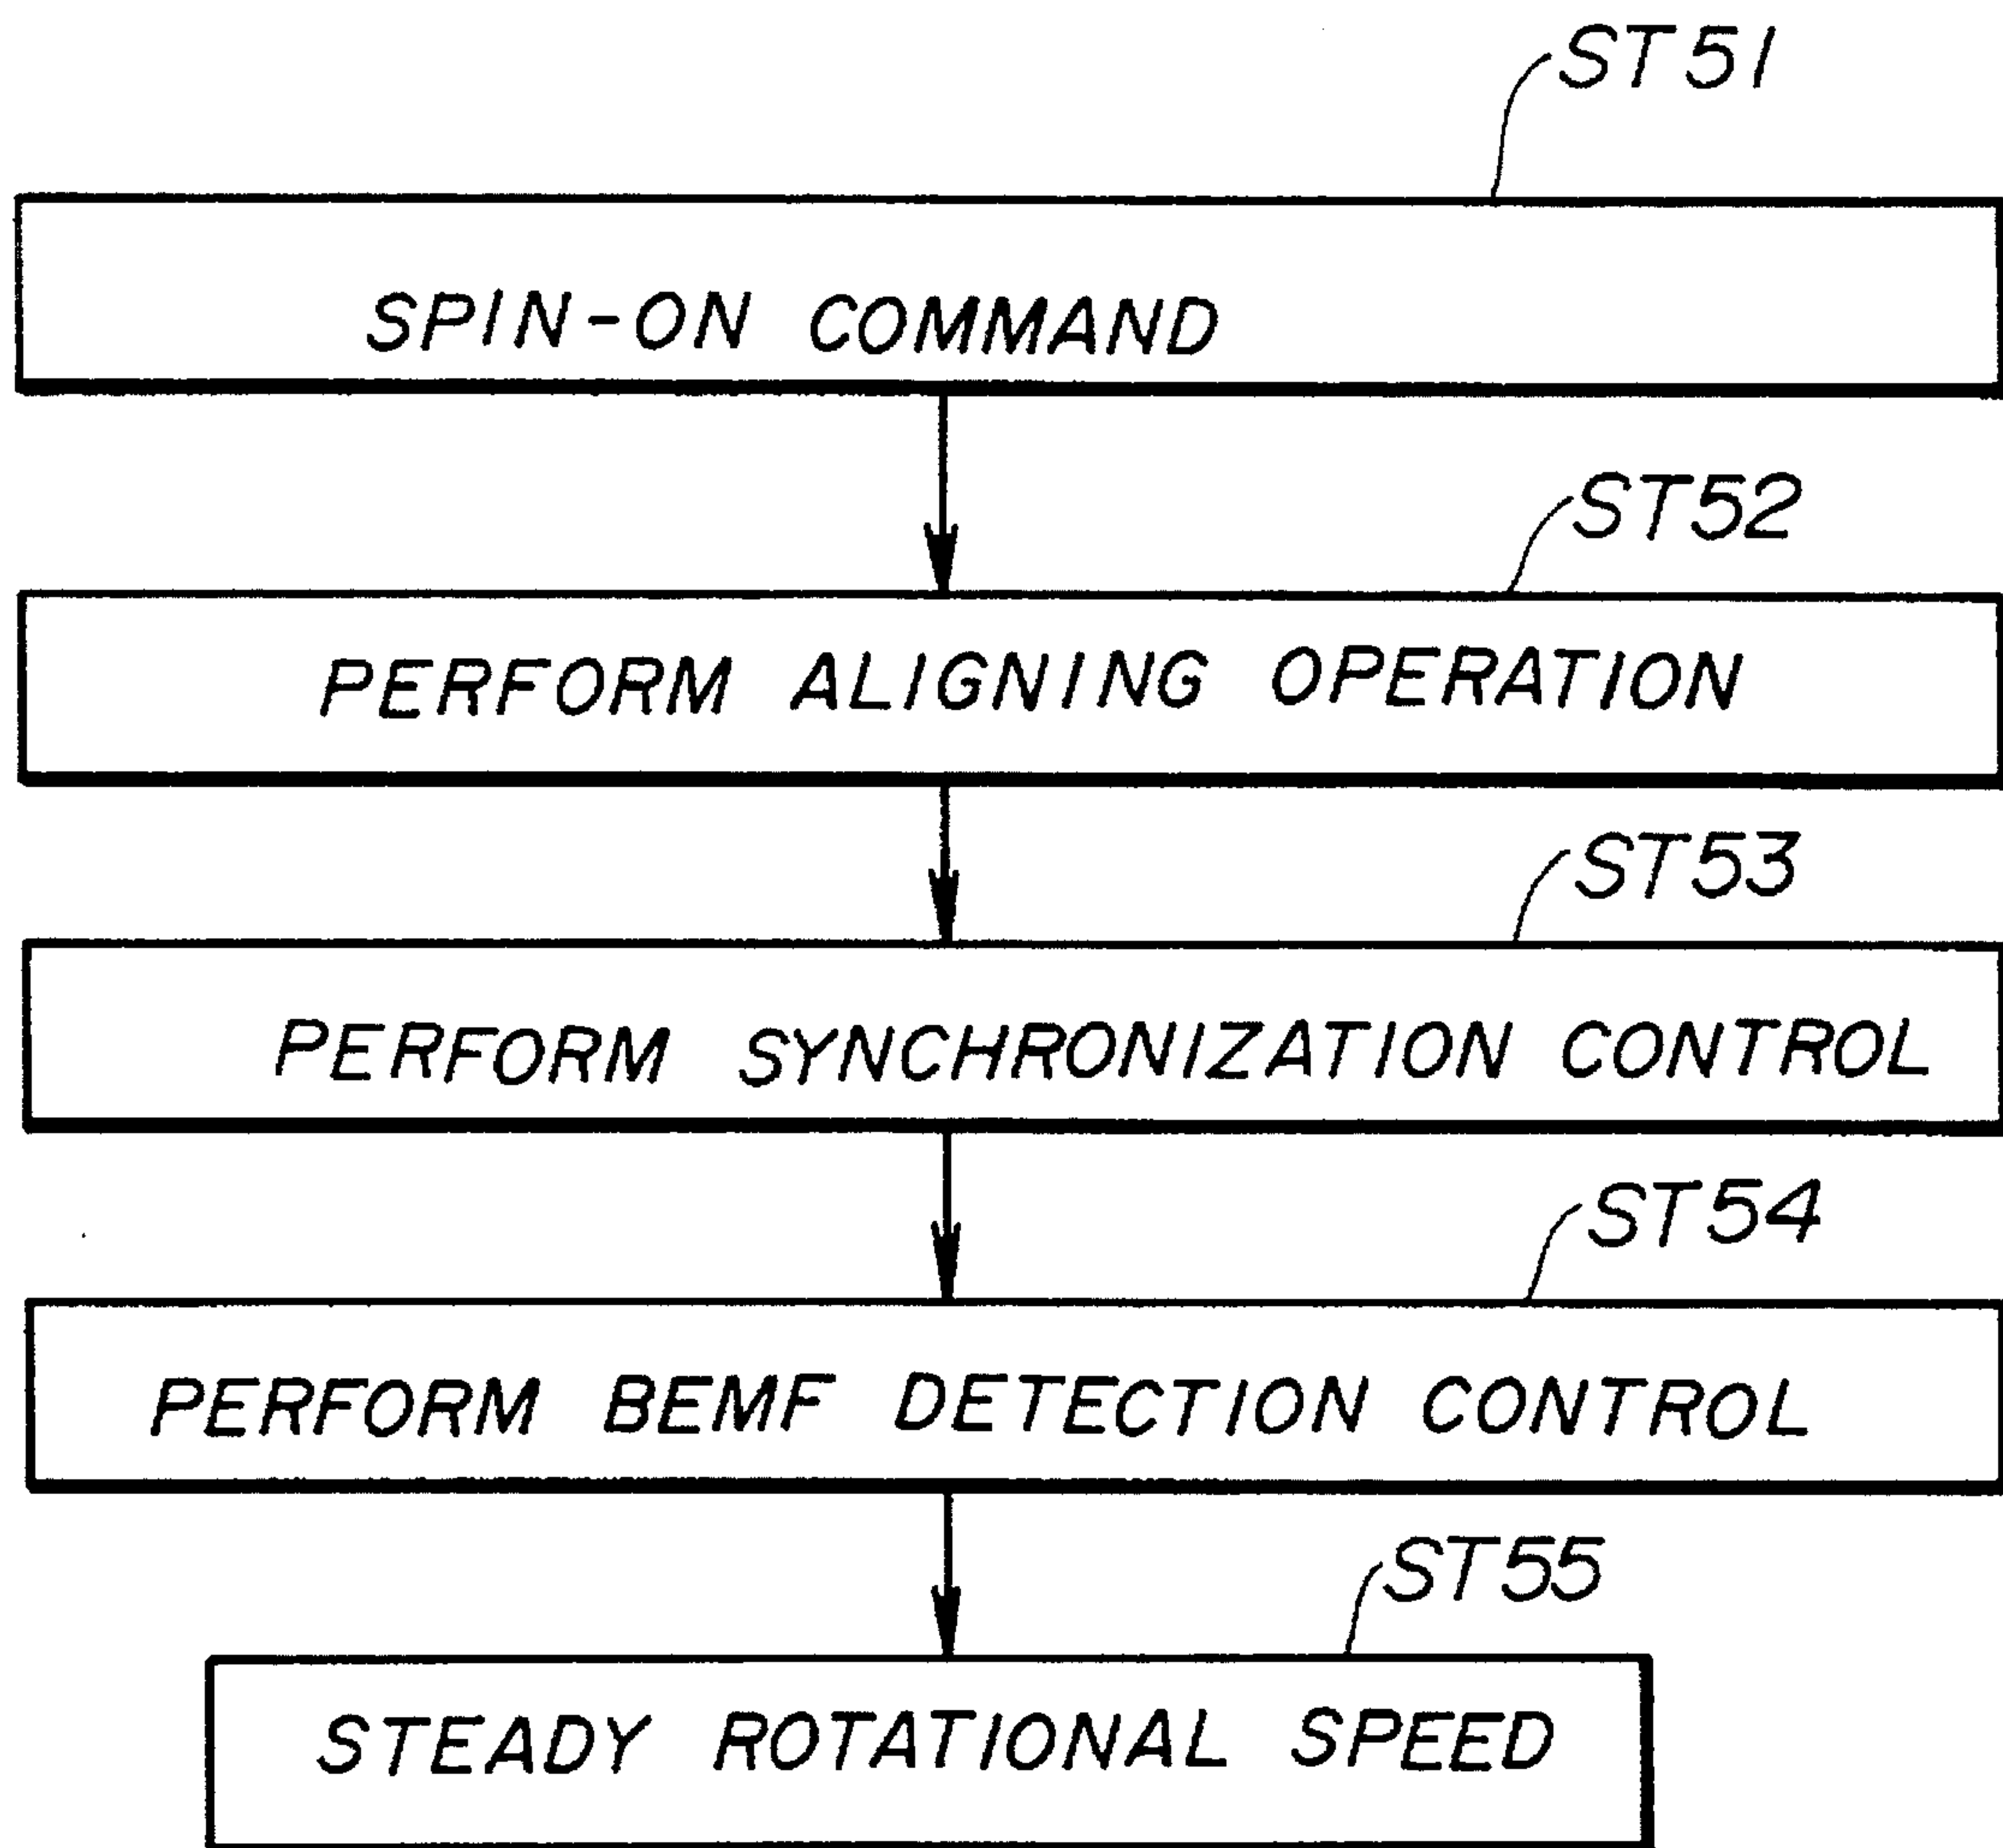 ST51
SPIN-ON COMMAND
ST52
PERFORM ALIGNING OPERATION
ST53
PERFORM SYNCHRONIZATION CONTROL
ST54
PERFORM BEMF DETECTION CONTROL
ST55
STEADY ROTATIONAL SPEED